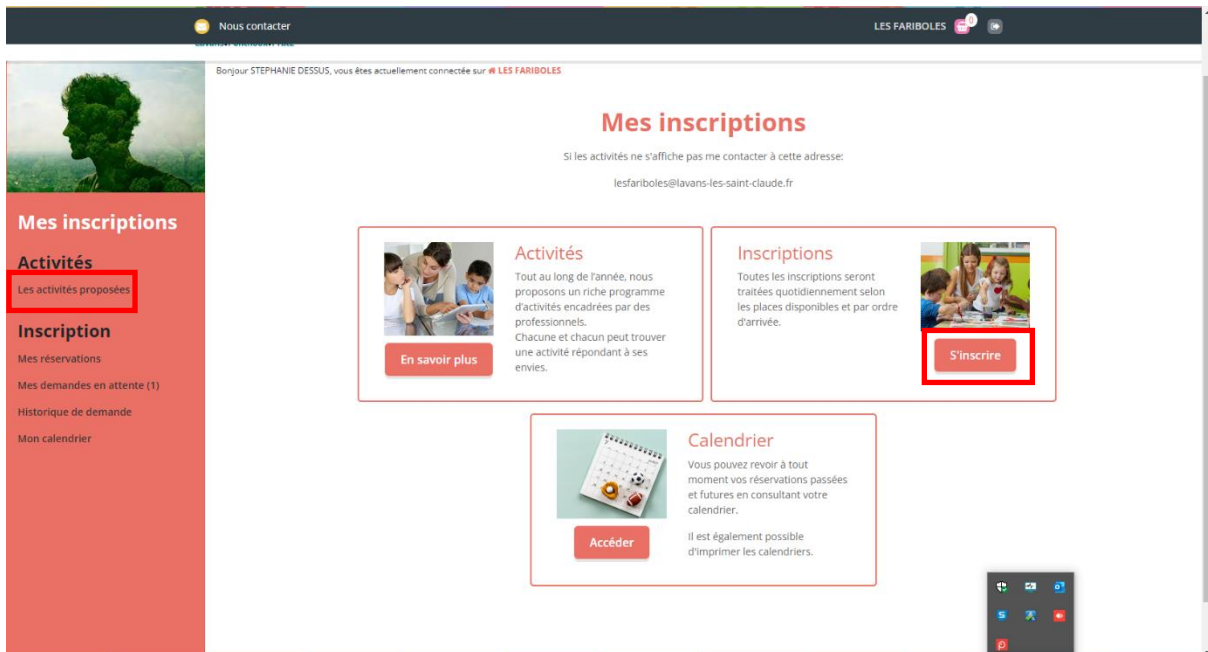 Nous contacter
LES FARIBOLES
0
Bonjour STEPHANIE DESSUS, vous êtes actuellement connectée sur LES FARIBOLES
Mes inscriptions
Si les activités ne s'affiche pas me contacter à cette adresse:
lesfariboles@lavans-les-saint-claude.fr
Mes inscriptions
Activités
Les activités proposées
Inscription
Mes réservations
Mes demandes en attente (1)
Historique de demande
Mon calendrier
Activités
Tout au long de l'année, nous
proposons un riche programme
d'activités encadrées par des
professionnels.
Chacune et chacun peut trouver
une activité répondant à ses
envies.
En savoir plus
Inscriptions
Toutes les inscriptions seront
traitées quotidiennement selon
les places disponibles et par ordre
d'arrivée.
S'inscrire
Calendrier
Vous pouvez revoir à tout
moment vos réservations passées
et futures en consultant votre
calendrier.
Il est également possible
d'imprimer les calendriers.
Accéder